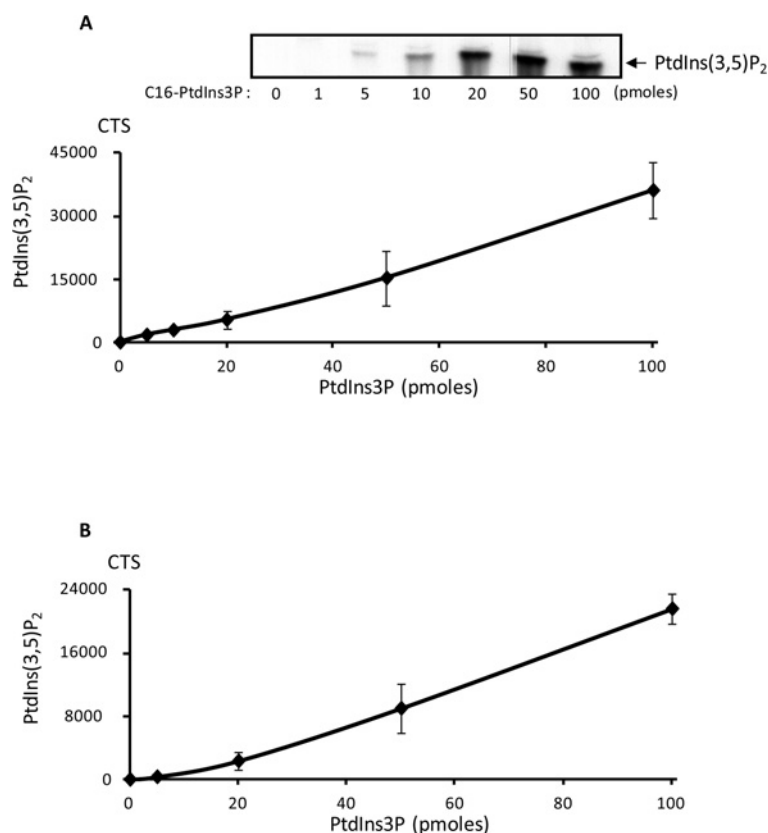 A
PtdIns(3,5)P₂
C16-PtdIns3P : 0 1 5 10 20 50 100 (pmoles)
CTS
45000
30000
15000
0
PtdIns(3,5)P₂
0 20 40 60 80 100
PtdIns3P (pmoles)
B
CTS
24000
16000
8000
0
PtdIns(3,5)P₂
0 20 40 60 80 100
PtdIns3P (pmoles)